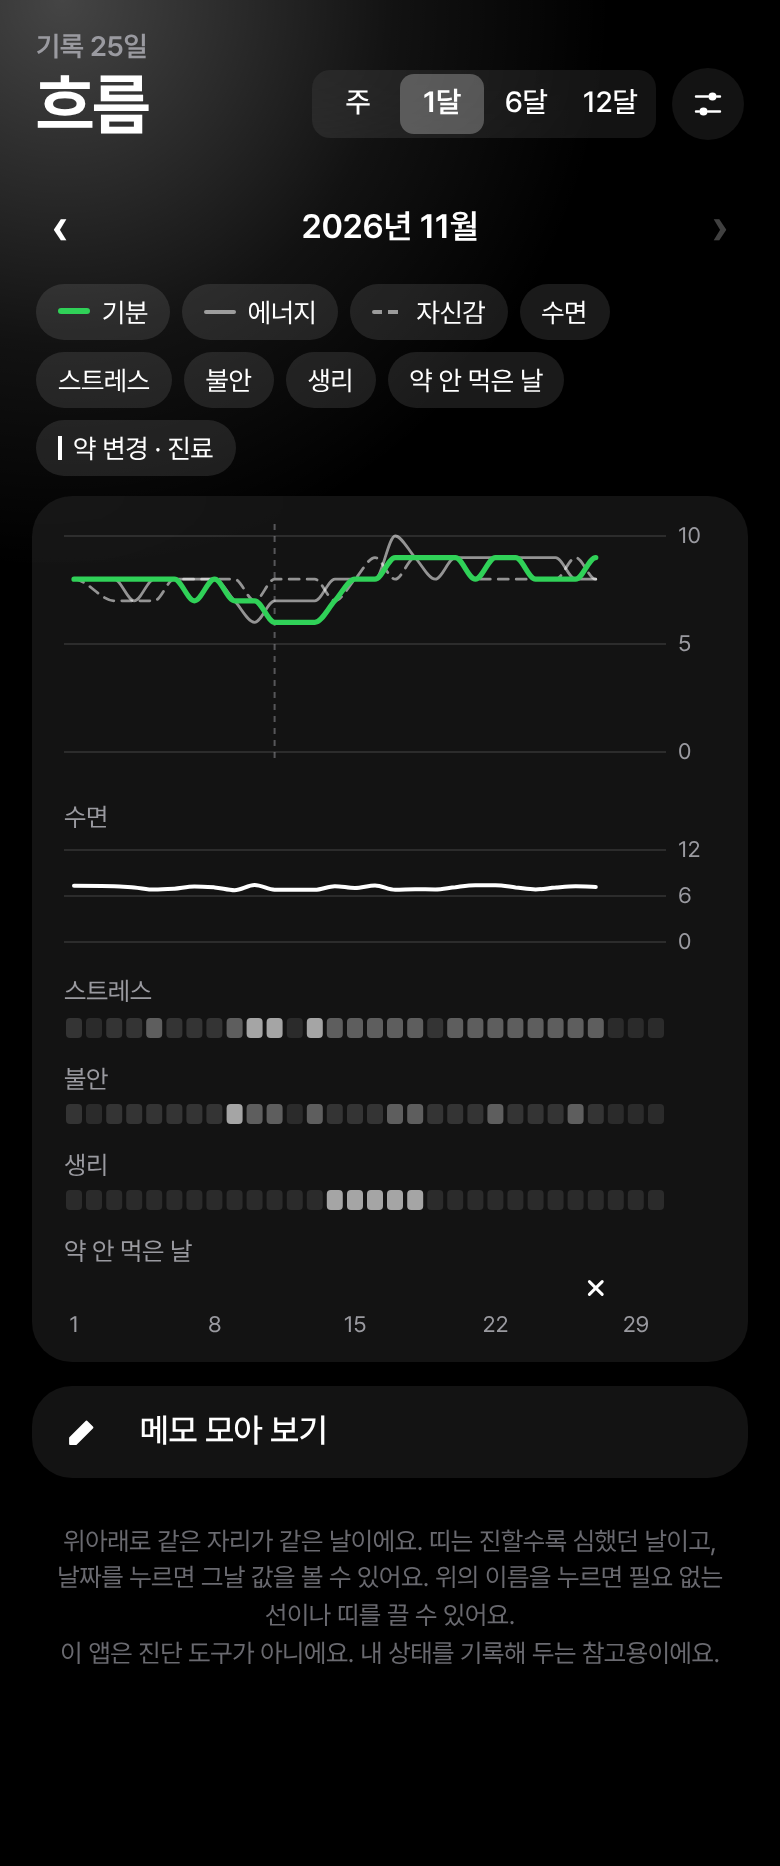 기록 25일
흐름
주 1달 6달 12달
2026년 11월
기분 에너지 자신감 수면
스트레스 불안 생리 약 안 먹은 날
약 변경 · 진료
10
5
0
수면
12
6
0
스트레스
불안
생리
약 안 먹은 날
1 8 15 22 29
메모 모아 보기
위아래로 같은 자리가 같은 날이에요. 띠는 진할수록 심했던 날이고,
날짜를 누르면 그날 값을 볼 수 있어요. 위의 이름을 누르면 필요 없는
선이나 띠를 끌 수 있어요.
이 앱은 진단 도구가 아니에요. 내 상태를 기록해 두는 참고용이에요.